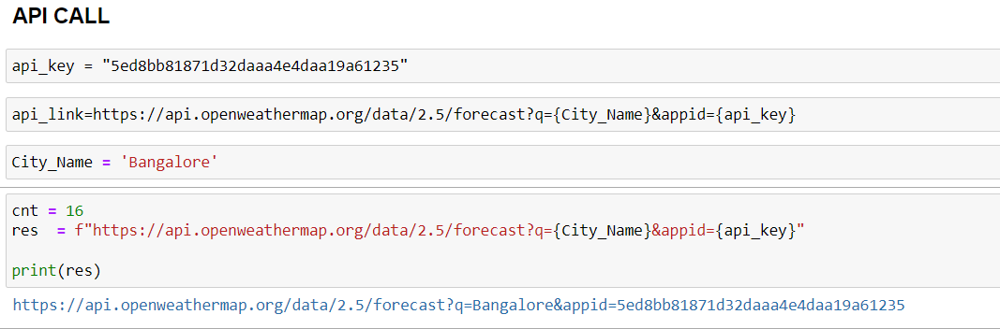 API CALL
api_key = "5ed8bb81871d32daaa4e4daa19a61235"
api_link=https://api.openweathermap.org/data/2.5/forecast?q={City_Name}&appid={api_key}
City_Name = 'Bangalore'
cnt = 16
res  = f"https://api.openweathermap.org/data/2.5/forecast?q={City_Name}&appid={api_key}"
print(res)
https://api.openweathermap.org/data/2.5/forecast?q=Bangalore&appid=5ed8bb81871d32daaa4e4daa19a61235